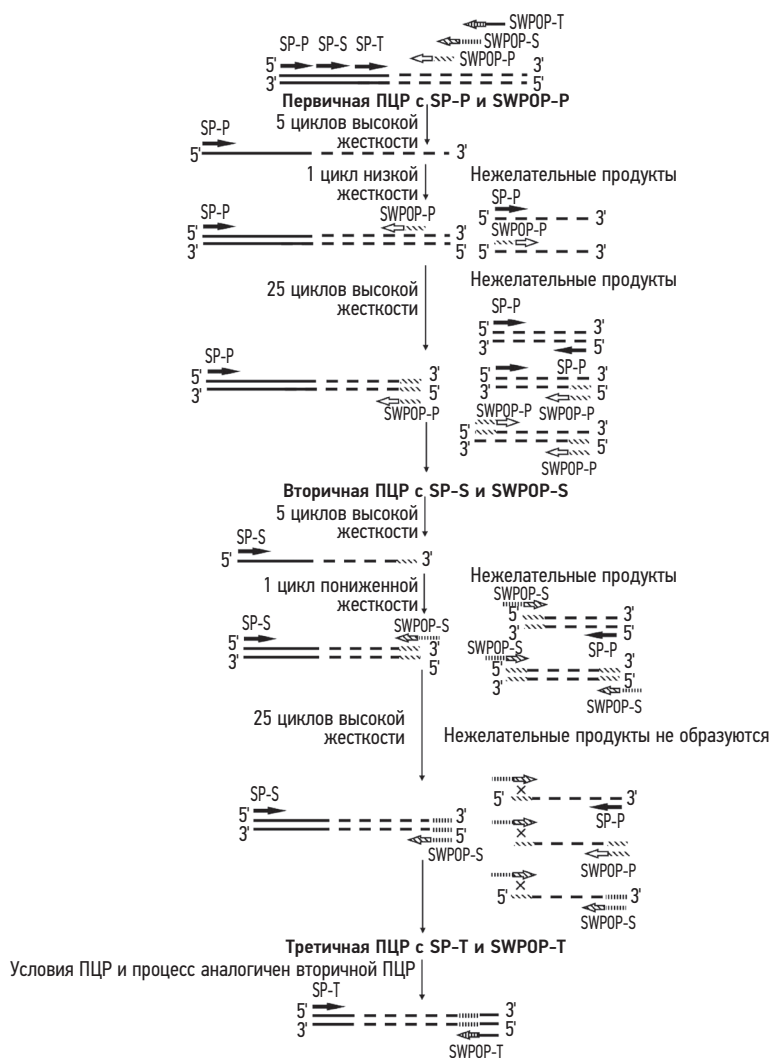 SWPOP-T
SP-P SP-S SP-T
SWPOP-S
SWPOP-P
5' 3'
3' 5'
Первичная ПЦР с SP-P и SWPOP-P
5 циклов высокой
жесткости
SP-P
5' 3'
1 цикл низкой
жесткости
Нежелательные продукты
SP-P
5' 3'
SWPOP-P
5' 3'
SP-P
SWPOP-P
5' 3'
3' 5'
25 циклов высокой
жесткости
Нежелательные продукты
SP-P
5' 3'
3' 5'
SP-P
5' 3'
3' 5'
SWPOP-P
SWPOP-P
5' 3'
3' 5'
SWPOP-P
SP-P
5' 3'
3' 5'
SWPOP-P
Вторичная ПЦР с SP-S и SWPOP-S
5 циклов высокой
жесткости
SP-S
5' 3'
1 цикл пониженной
жесткости
Нежелательные продукты
SWPOP-S
5' 3'
3' 5'
SP-P
SWPOP-S
5' 3'
3' 5'
SWPOP-S
SP-S
SWPOP-S
5' 3'
3' 5'
25 циклов высокой
жесткости
Нежелательные продукты не образуются
SP-S
5' 3'
3' 5'
SWPOP-S
×
5' 3'
SP-P
×
SWPOP-P
×
5' 3'
SWPOP-S
Третичная ПЦР с SP-T и SWPOP-T
Условия ПЦР и процесс аналогичен вторичной ПЦР
SP-T
5' 3'
3' 5'
SWPOP-T